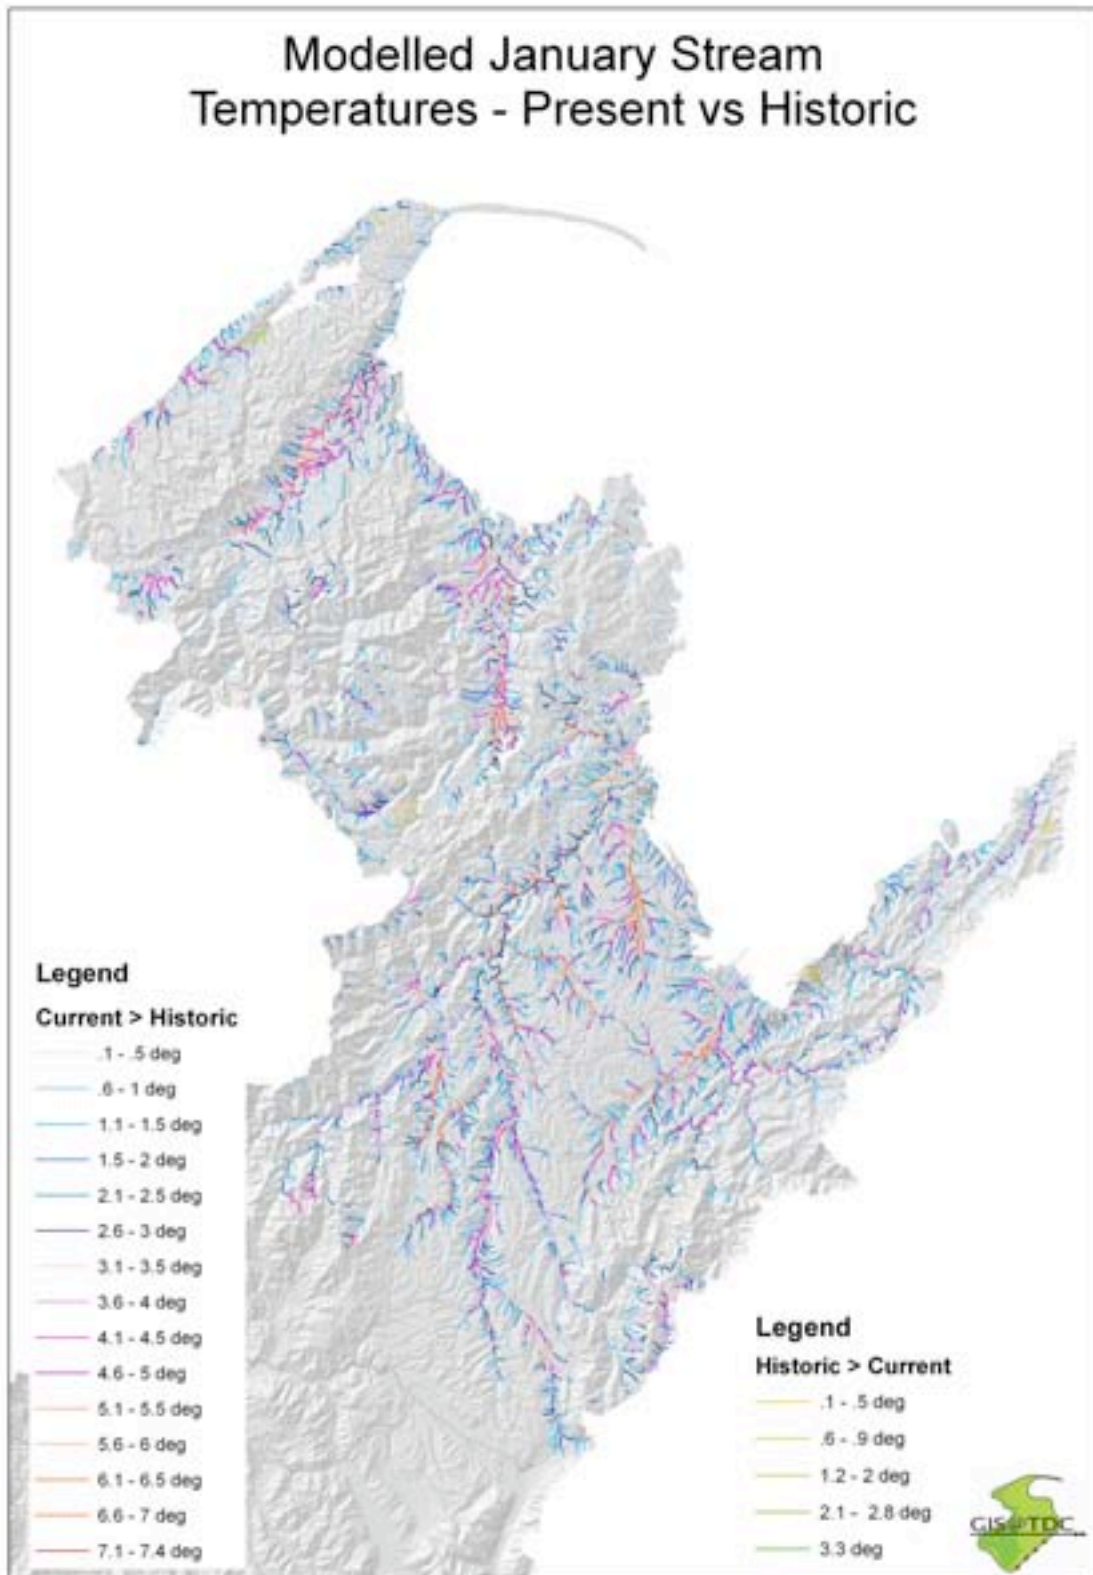 Modelled January Stream
Temperatures - Present vs Historic
Legend
Current > Historic
.1 - .5 deg
.6 - 1 deg
1.1 - 1.5 deg
1.5 - 2 deg
2.1 - 2.5 deg
2.6 - 3 deg
3.1 - 3.5 deg
3.6 - 4 deg
4.1 - 4.5 deg
4.6 - 5 deg
5.1 - 5.5 deg
5.6 - 6 deg
6.1 - 6.5 deg
6.6 - 7 deg
7.1 - 7.4 deg
Legend
Historic > Current
.1 - .5 deg
.6 - .9 deg
1.2 - 2 deg
2.1 - 2.8 deg
3.3 deg
GIS@TDC